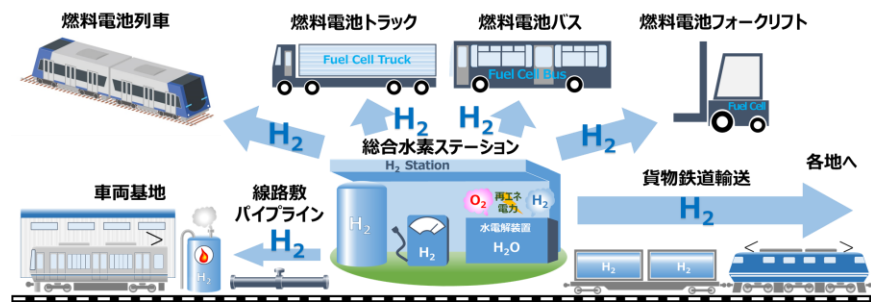 燃料電池列車
燃料電池トラック
燃料電池バス
燃料電池フォークリフト
Fuel Cell Truck
Fuel Cell Bus
Fuel Cell
H₂
H₂
H₂
H₂
総合水素ステーション
H₂ Station
各地へ
車両基地
線路敷
パイプライン
貨物鉄道輸送
H₂
H₂
O₂
再エネ
電力
H₂
水電解装置
H₂O
H₂
H₂
H₂
H₂
H₂